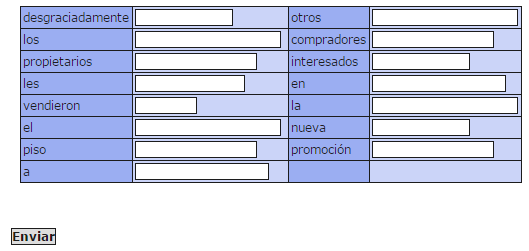 desgraciadamente otros
los compradores
propietarios interesados
les en
vendieron la
el nueva
piso promoción
a
Enviar